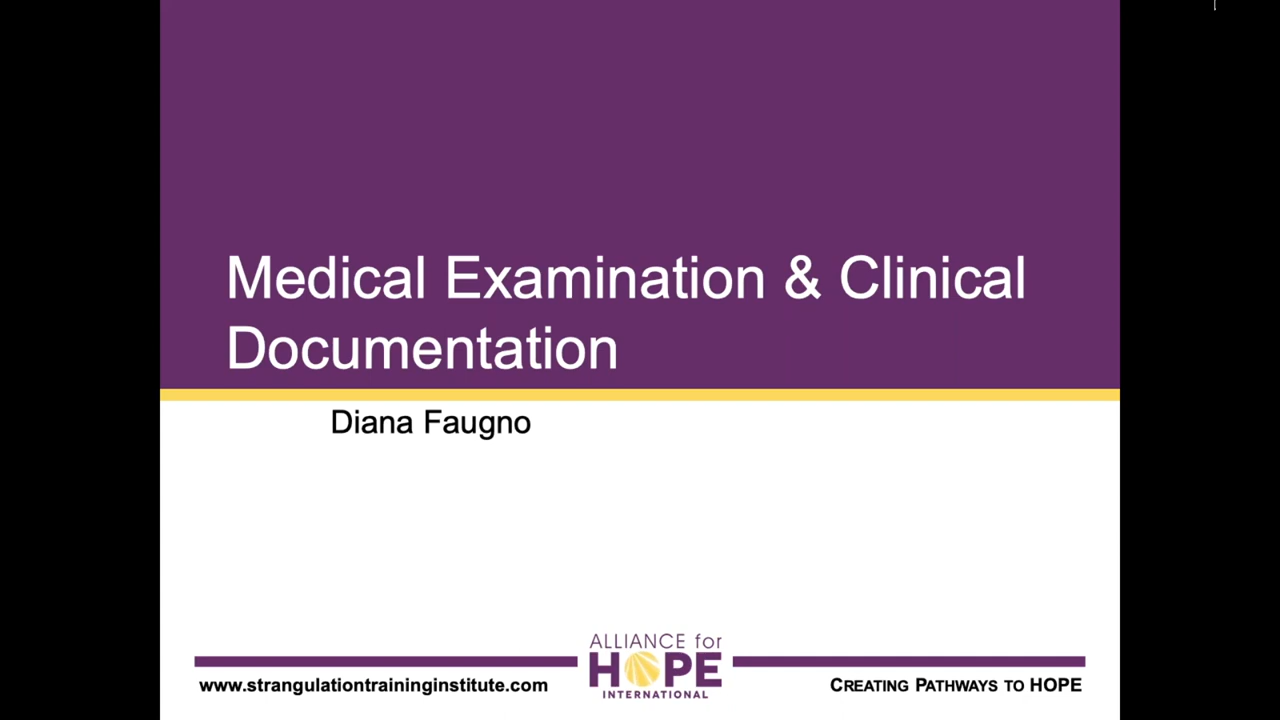 Medical Examination & Clinical
Documentation
Diana Faugno
ALLIANCE for
HOPE
INTERNATIONAL
www.strangulationtraininginstitute.com
CREATING PATHWAYS TO HOPE